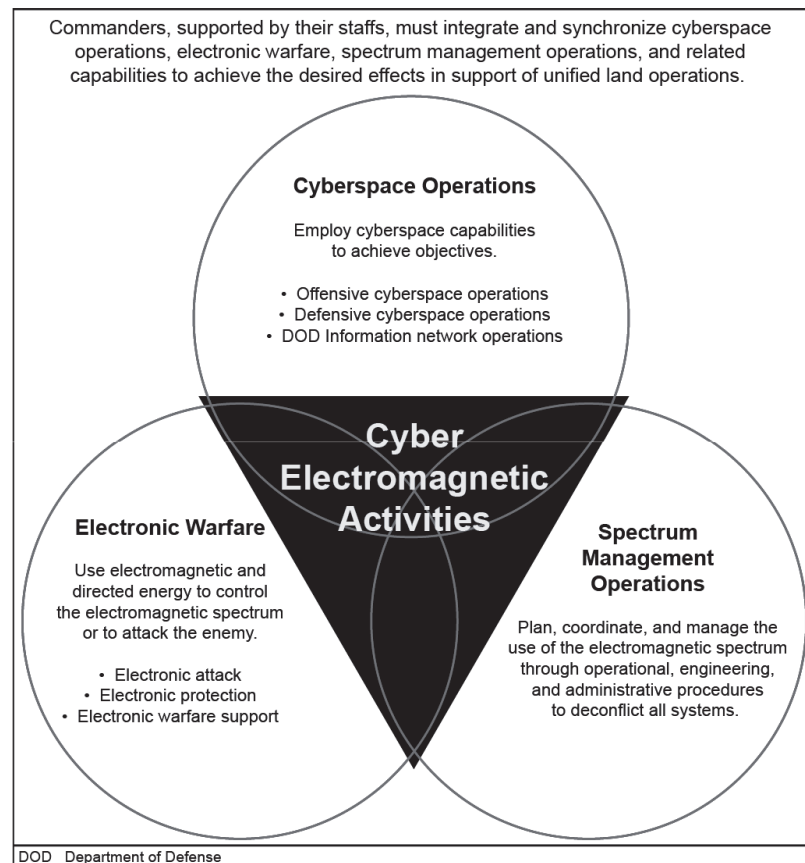 Commanders, supported by their staffs, must integrate and synchronize cyberspace
operations, electronic warfare, spectrum management operations, and related
capabilities to achieve the desired effects in support of unified land operations.
Cyberspace Operations
Employ cyberspace capabilities
to achieve objectives.
• Offensive cyberspace operations
• Defensive cyberspace operations
• DOD Information network operations
Cyber
Electromagnetic
Activities
Electronic Warfare
Use electromagnetic and
directed energy to control
the electromagnetic spectrum
or to attack the enemy.
• Electronic attack
• Electronic protection
• Electronic warfare support
Spectrum
Management
Operations
Plan, coordinate, and manage the
use of the electromagnetic spectrum
through operational, engineering,
and administrative procedures
to deconflict all systems.
DOD Department of Defense